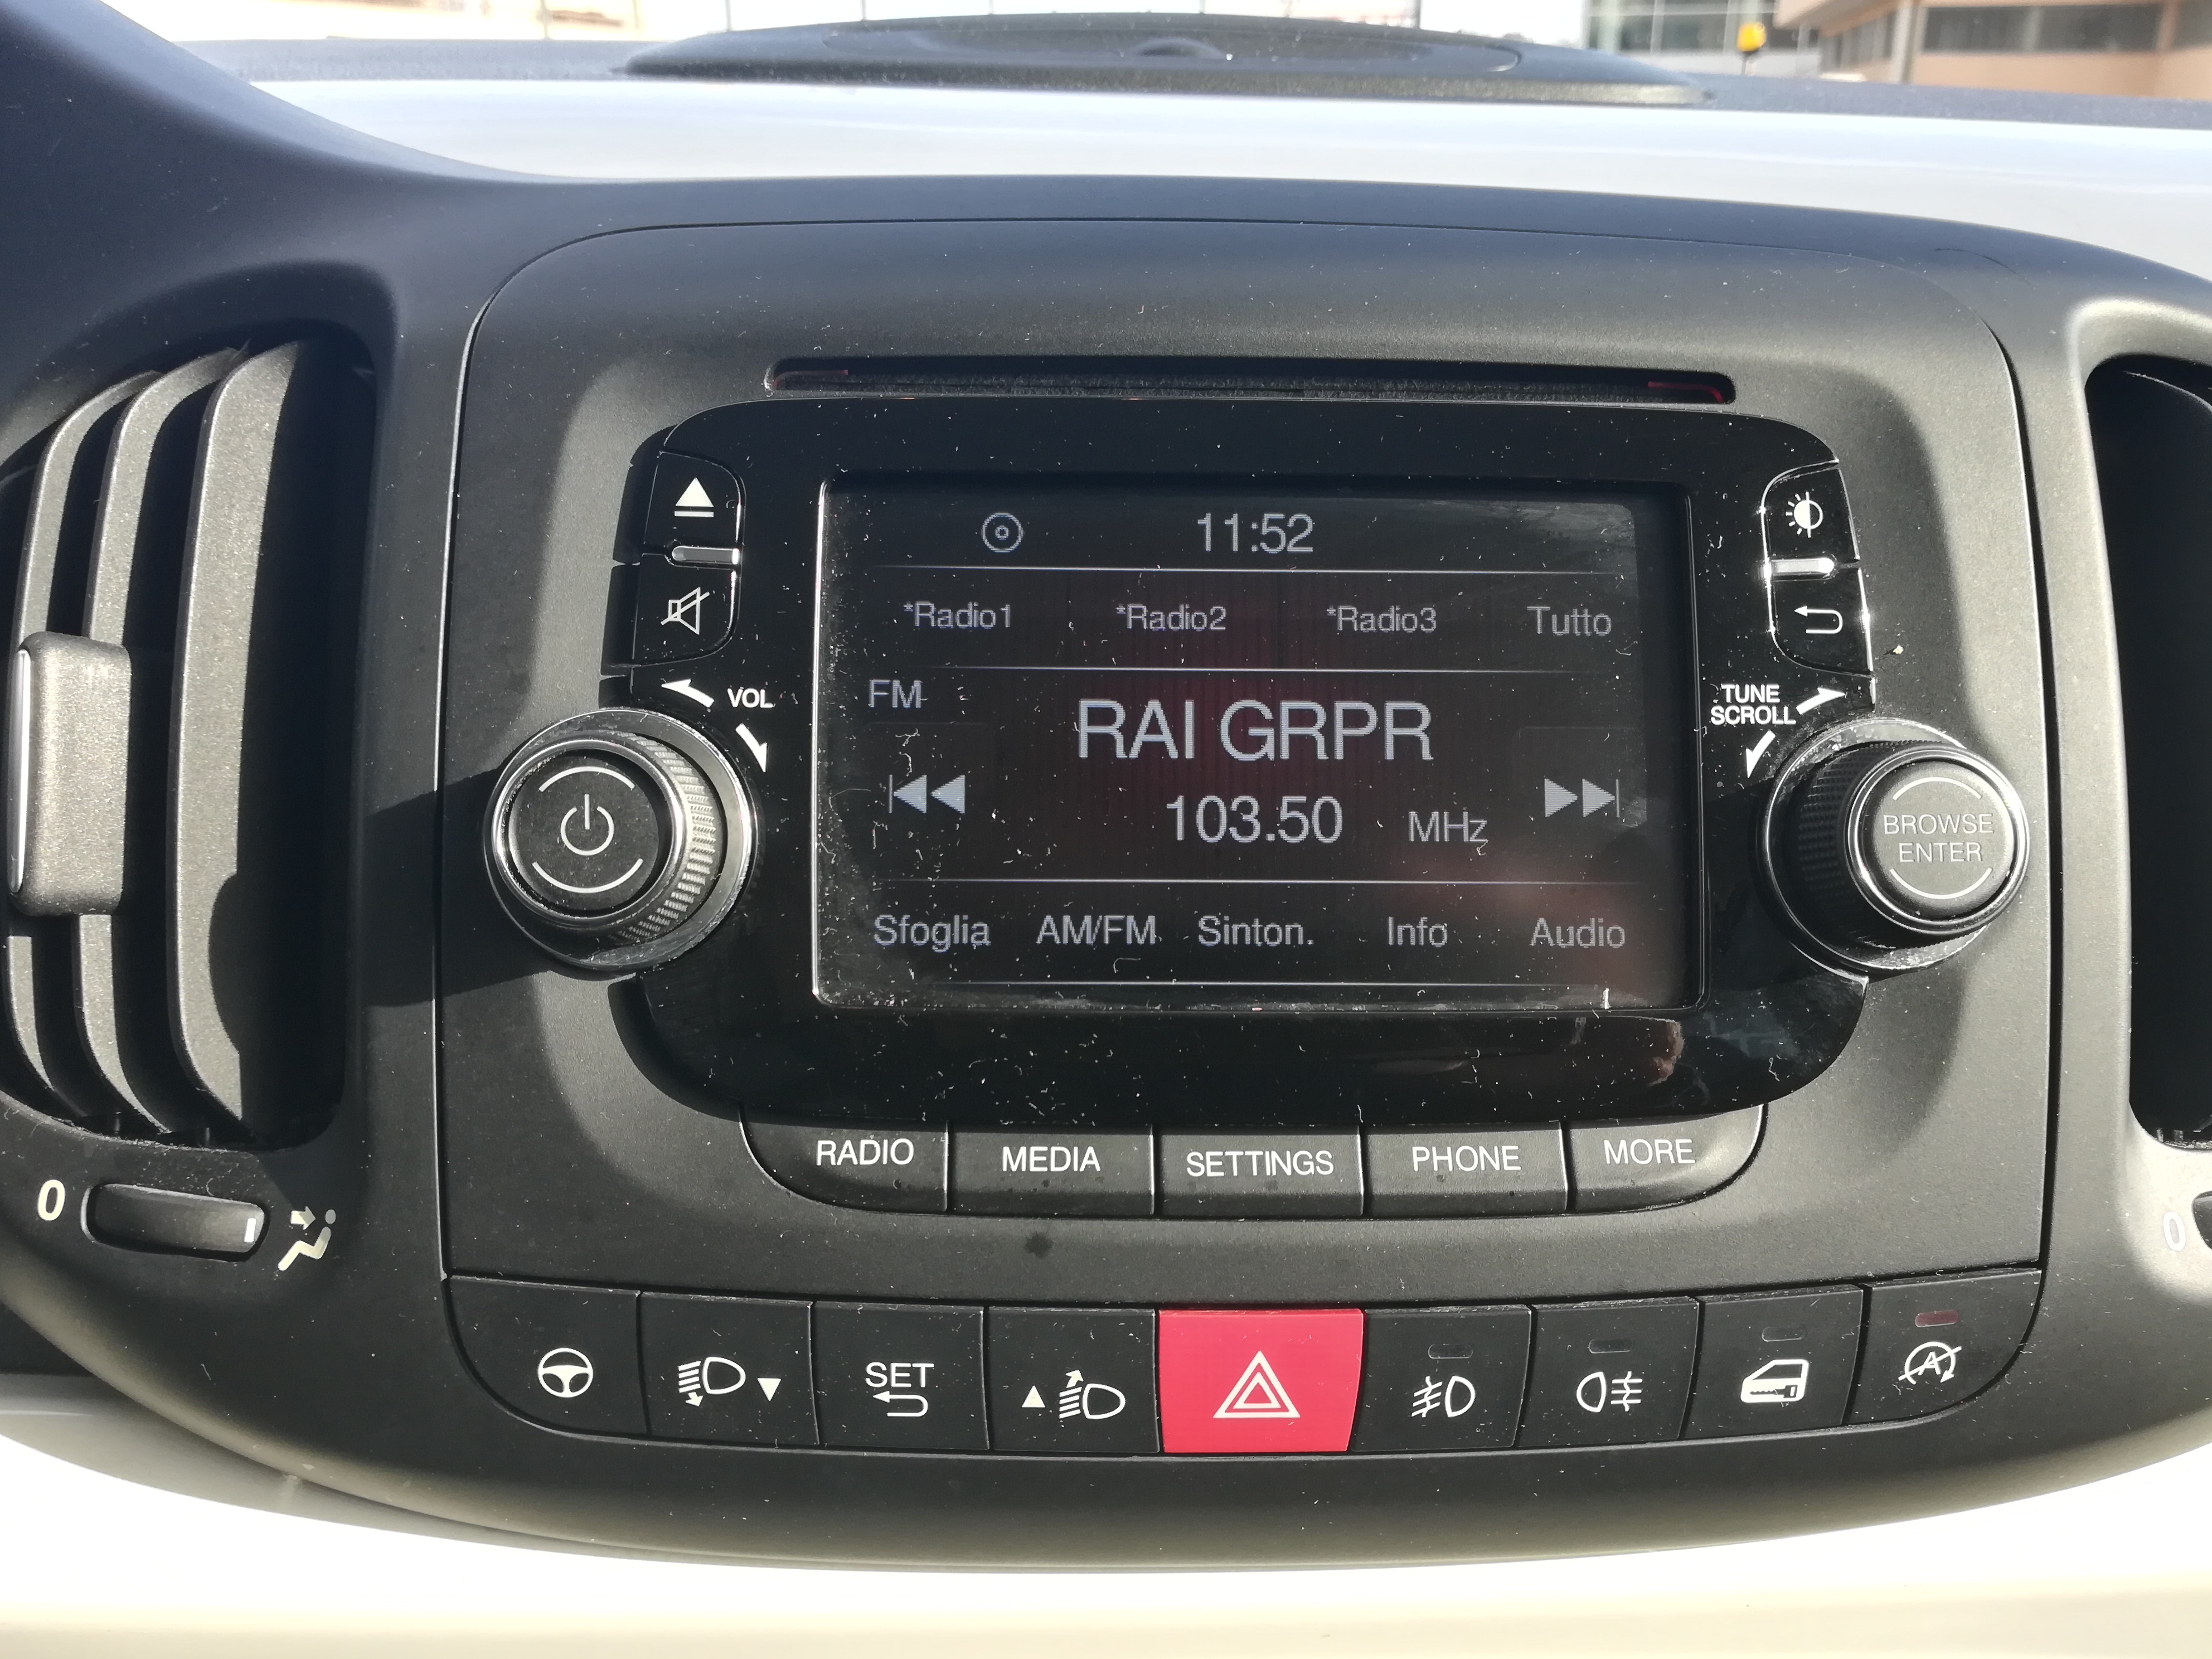 11:52
*Radio1 *Radio2 *Radio3 Tutto
VOL
FM
RAI GRPR
TUNE
SCROLL
103.50 MHz
BROWSE
ENTER
Sfoglia AM/FM Sinton. Info Audio
RADIO MEDIA SETTINGS PHONE MORE
0
0
SET
A